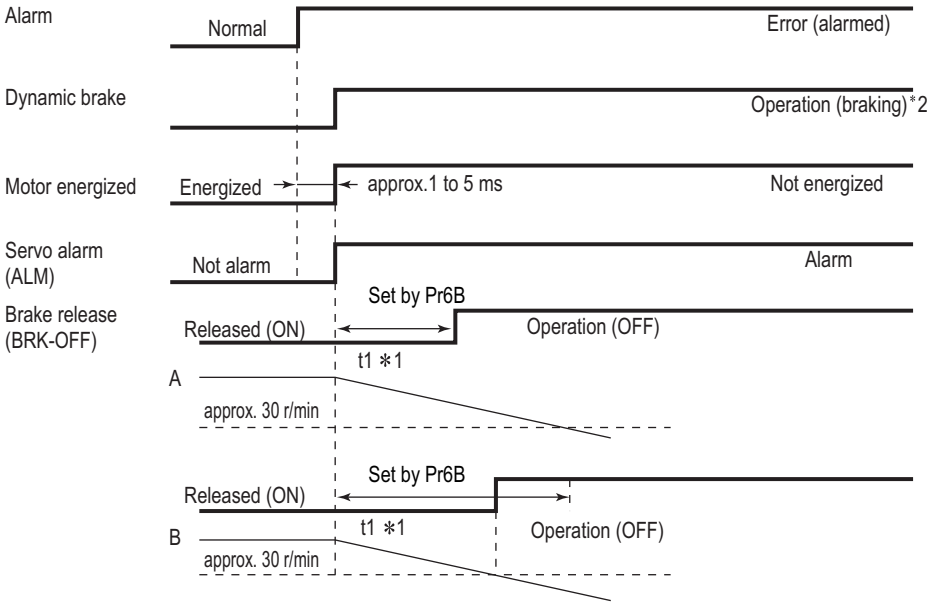 Alarm
Normal
Error (alarmed)
Dynamic brake
Operation (braking)*2
Motor energized
Energized
approx.1 to 5 ms
Not energized
Servo alarm
(ALM)
Not alarm
Alarm
Brake release
(BRK-OFF)
Released (ON)
Set by Pr6B
Operation (OFF)
t1 *1
A
approx. 30 r/min
Released (ON)
Set by Pr6B
t1 *1
Operation (OFF)
B
approx. 30 r/min